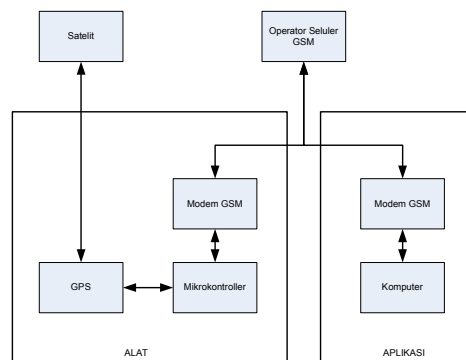 Satelit
Operator Seluler
GSM
Modem GSM
Modem GSM
GPS
Mikrokontroller
Komputer
ALAT
APLIKASI